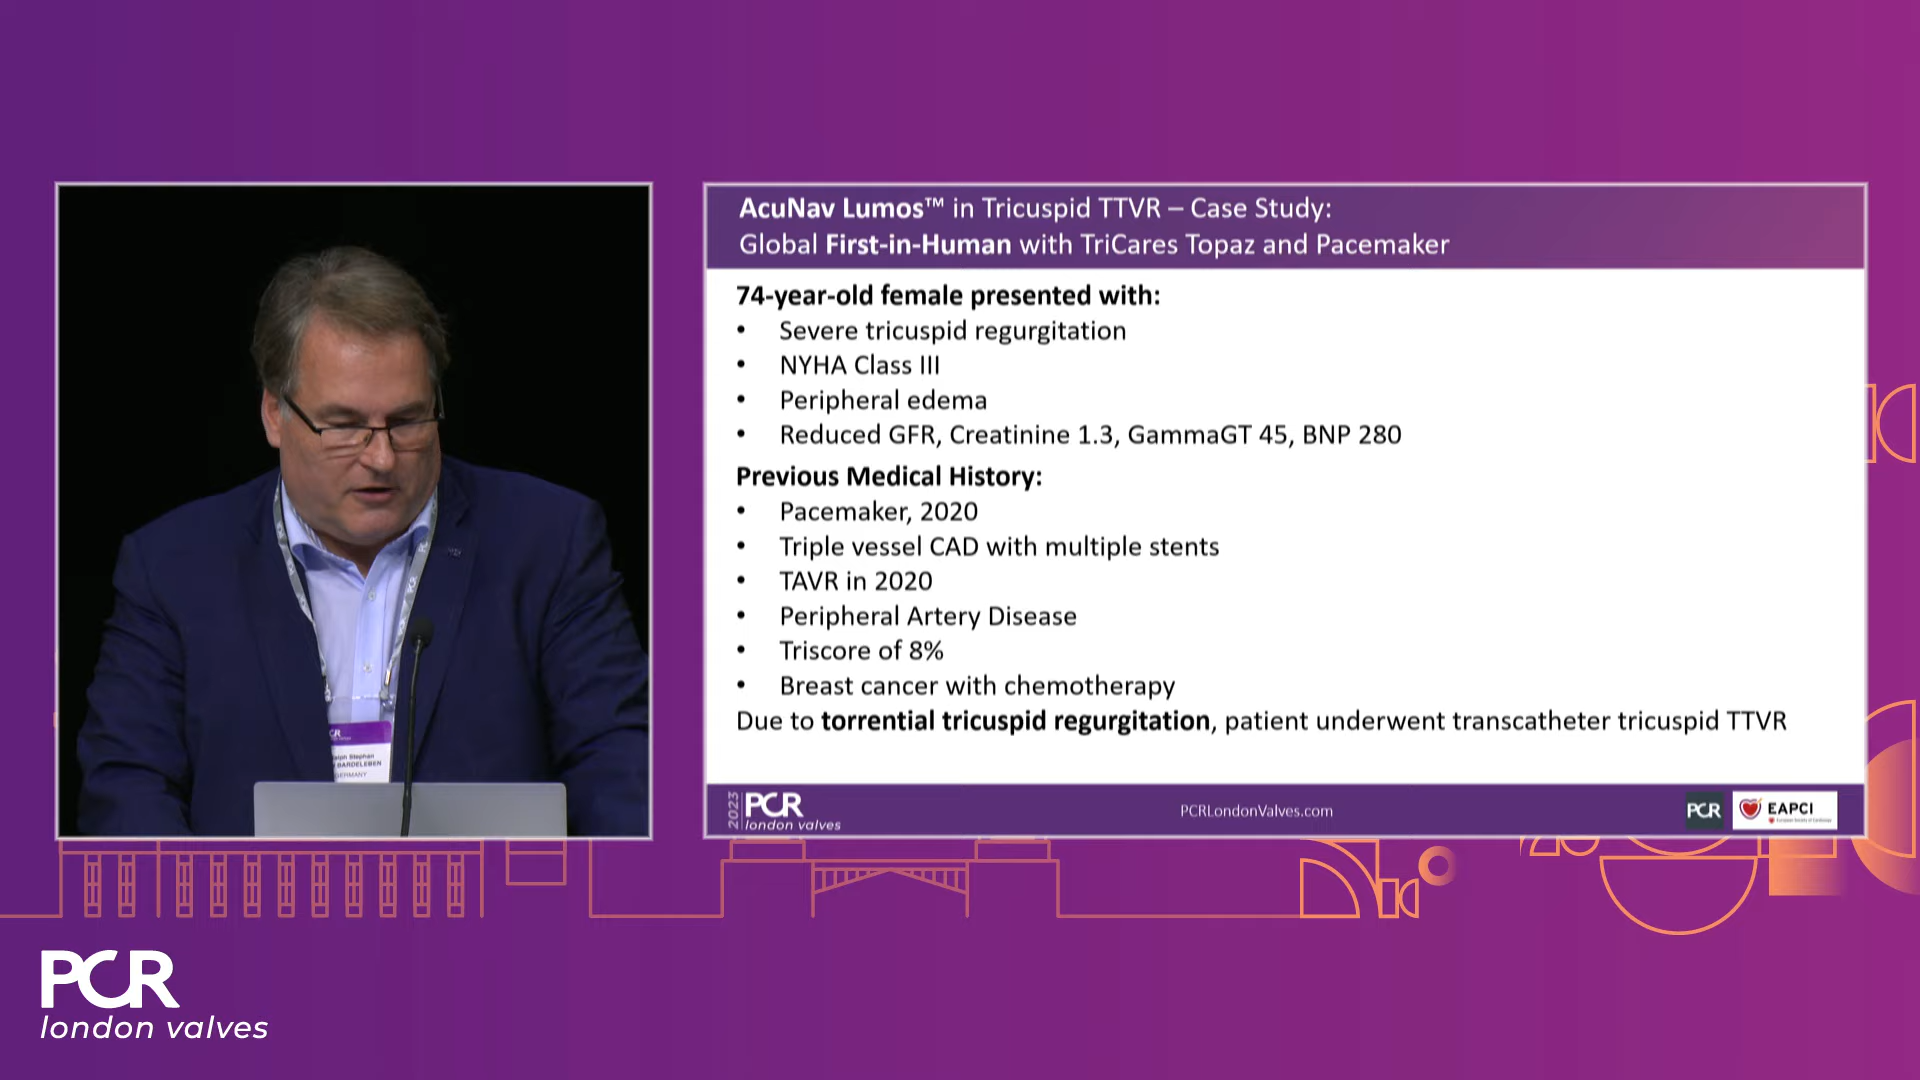 AcuNav Lumos™ in Tricuspid TTVR – Case Study:
Global First-in-Human with TriCares Topaz and Pacemaker
74-year-old female presented with:
• Severe tricuspid regurgitation
• NYHA Class III
• Peripheral edema
• Reduced GFR, Creatinine 1.3, GammaGT 45, BNP 280
Previous Medical History:
• Pacemaker, 2020
• Triple vessel CAD with multiple stents
• TAVR in 2020
• Peripheral Artery Disease
• Triscore of 8%
• Breast cancer with chemotherapy
Due to torrential tricuspid regurgitation, patient underwent transcatheter tricuspid TTVR
2023 PCR
london valves
PCRLondonValves.com
PCR
EAPCI
Stephan
BARDELEBEN
GERMANY
PCR
london valves